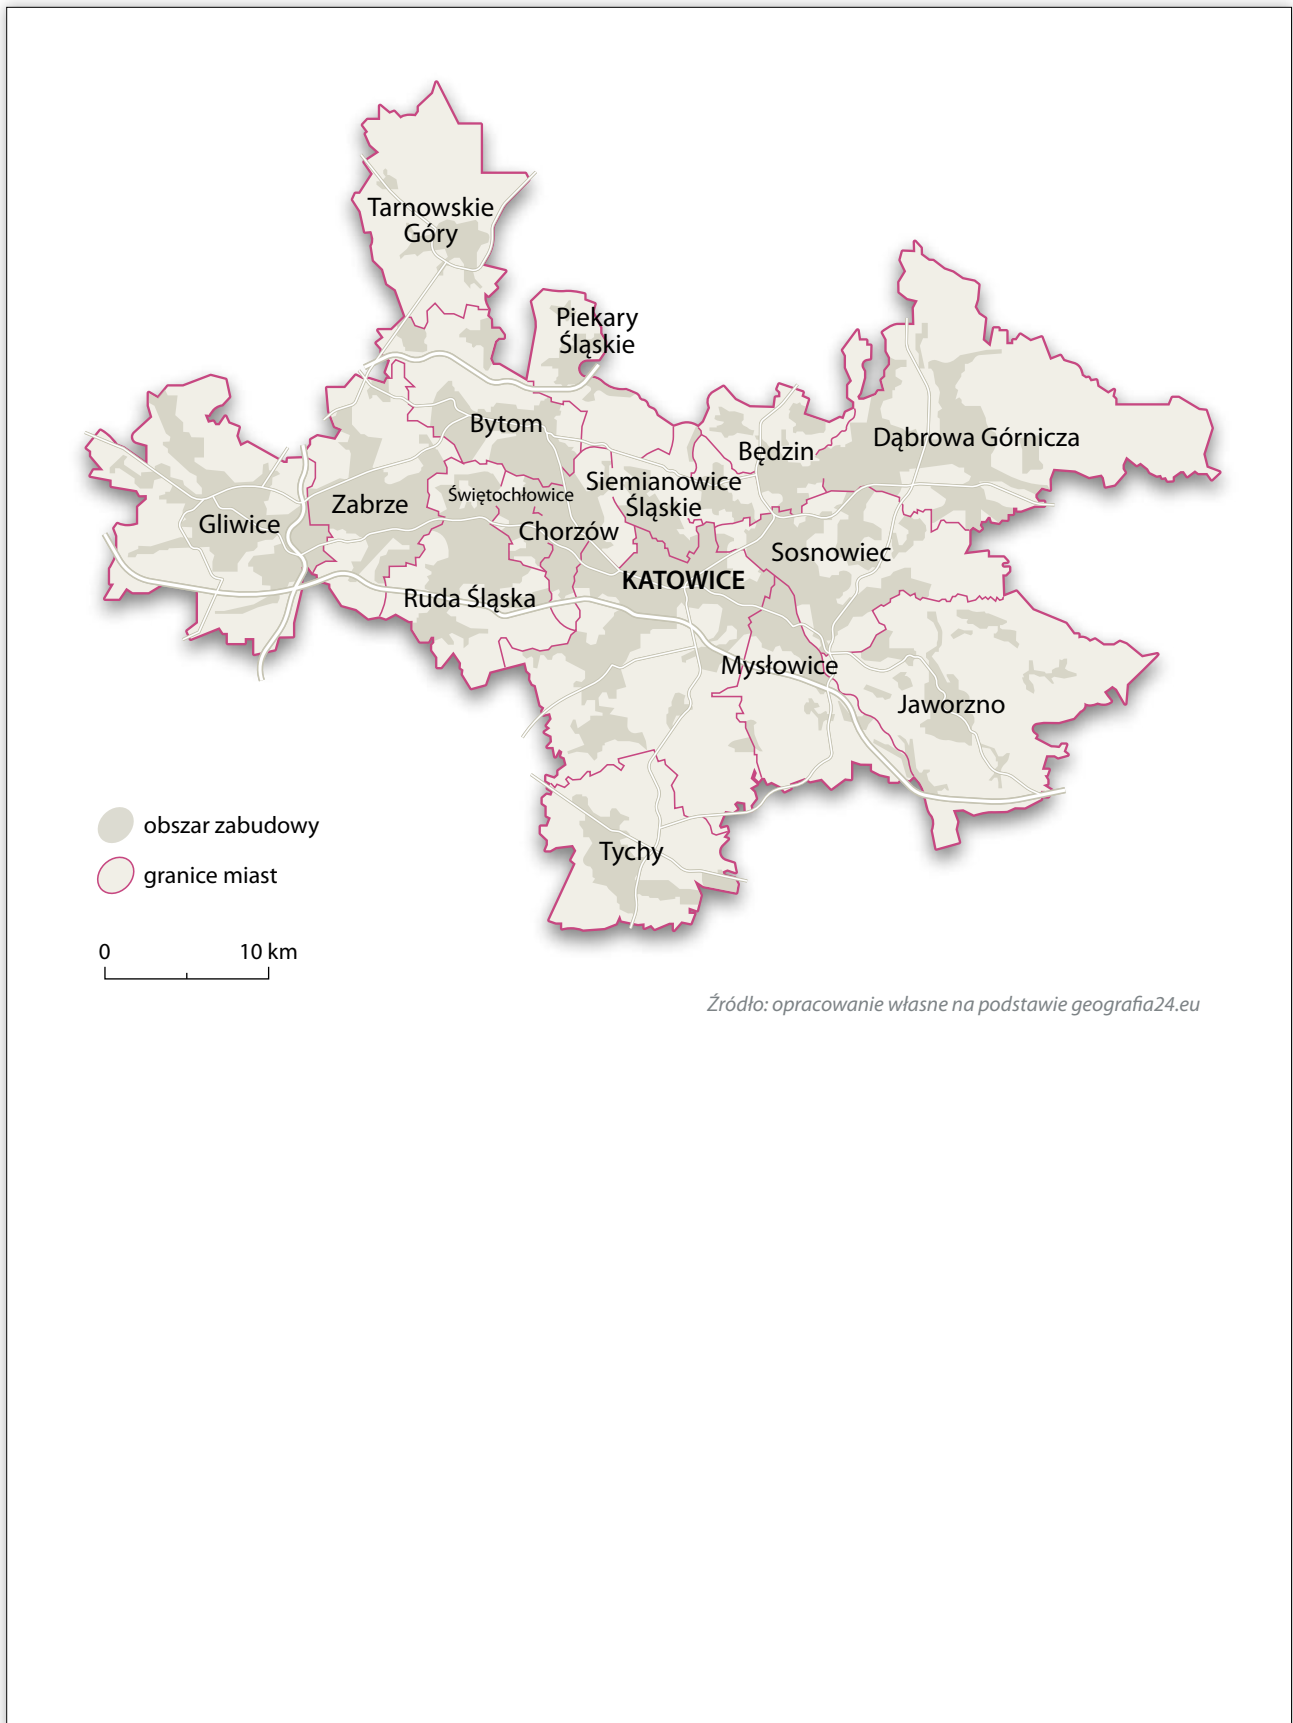 Tarnowskie
Góry
Piekary
Śląskie
Bytom
Będzin
Dąbrowa Górnicza
Siemianowice
Śląskie
Świętochłowice
Zabrze
Gliwice
Chorzów
Sosnowiec
KATOWICE
Ruda Śląska
Mysłowice
Jaworzno
Tychy
obszar zabudowy
granice miast
0 10 km
Źródło: opracowanie własne na podstawie geografia24.eu